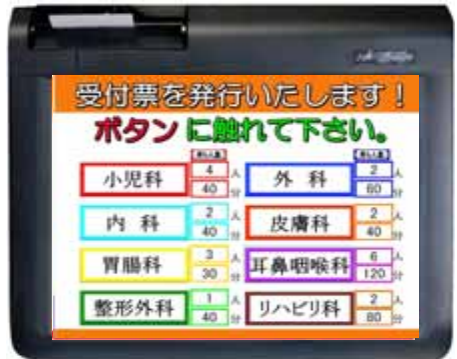 受付票を発行いたします!
ボタンに触れて下さい。
小児科 4人 40分
外科 2人 60分
内科 2人 40分
皮膚科 2人 40分
胃腸科 3人 30分
耳鼻咽喉科 6人 120分
整形外科 1人 40分
リハビリ科 2人 80分